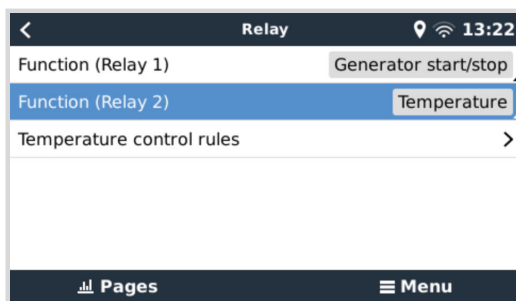 Relay 13:22
Function (Relay 1) Generator start/stop
Function (Relay 2) Temperature
Temperature control rules
Pages Menu